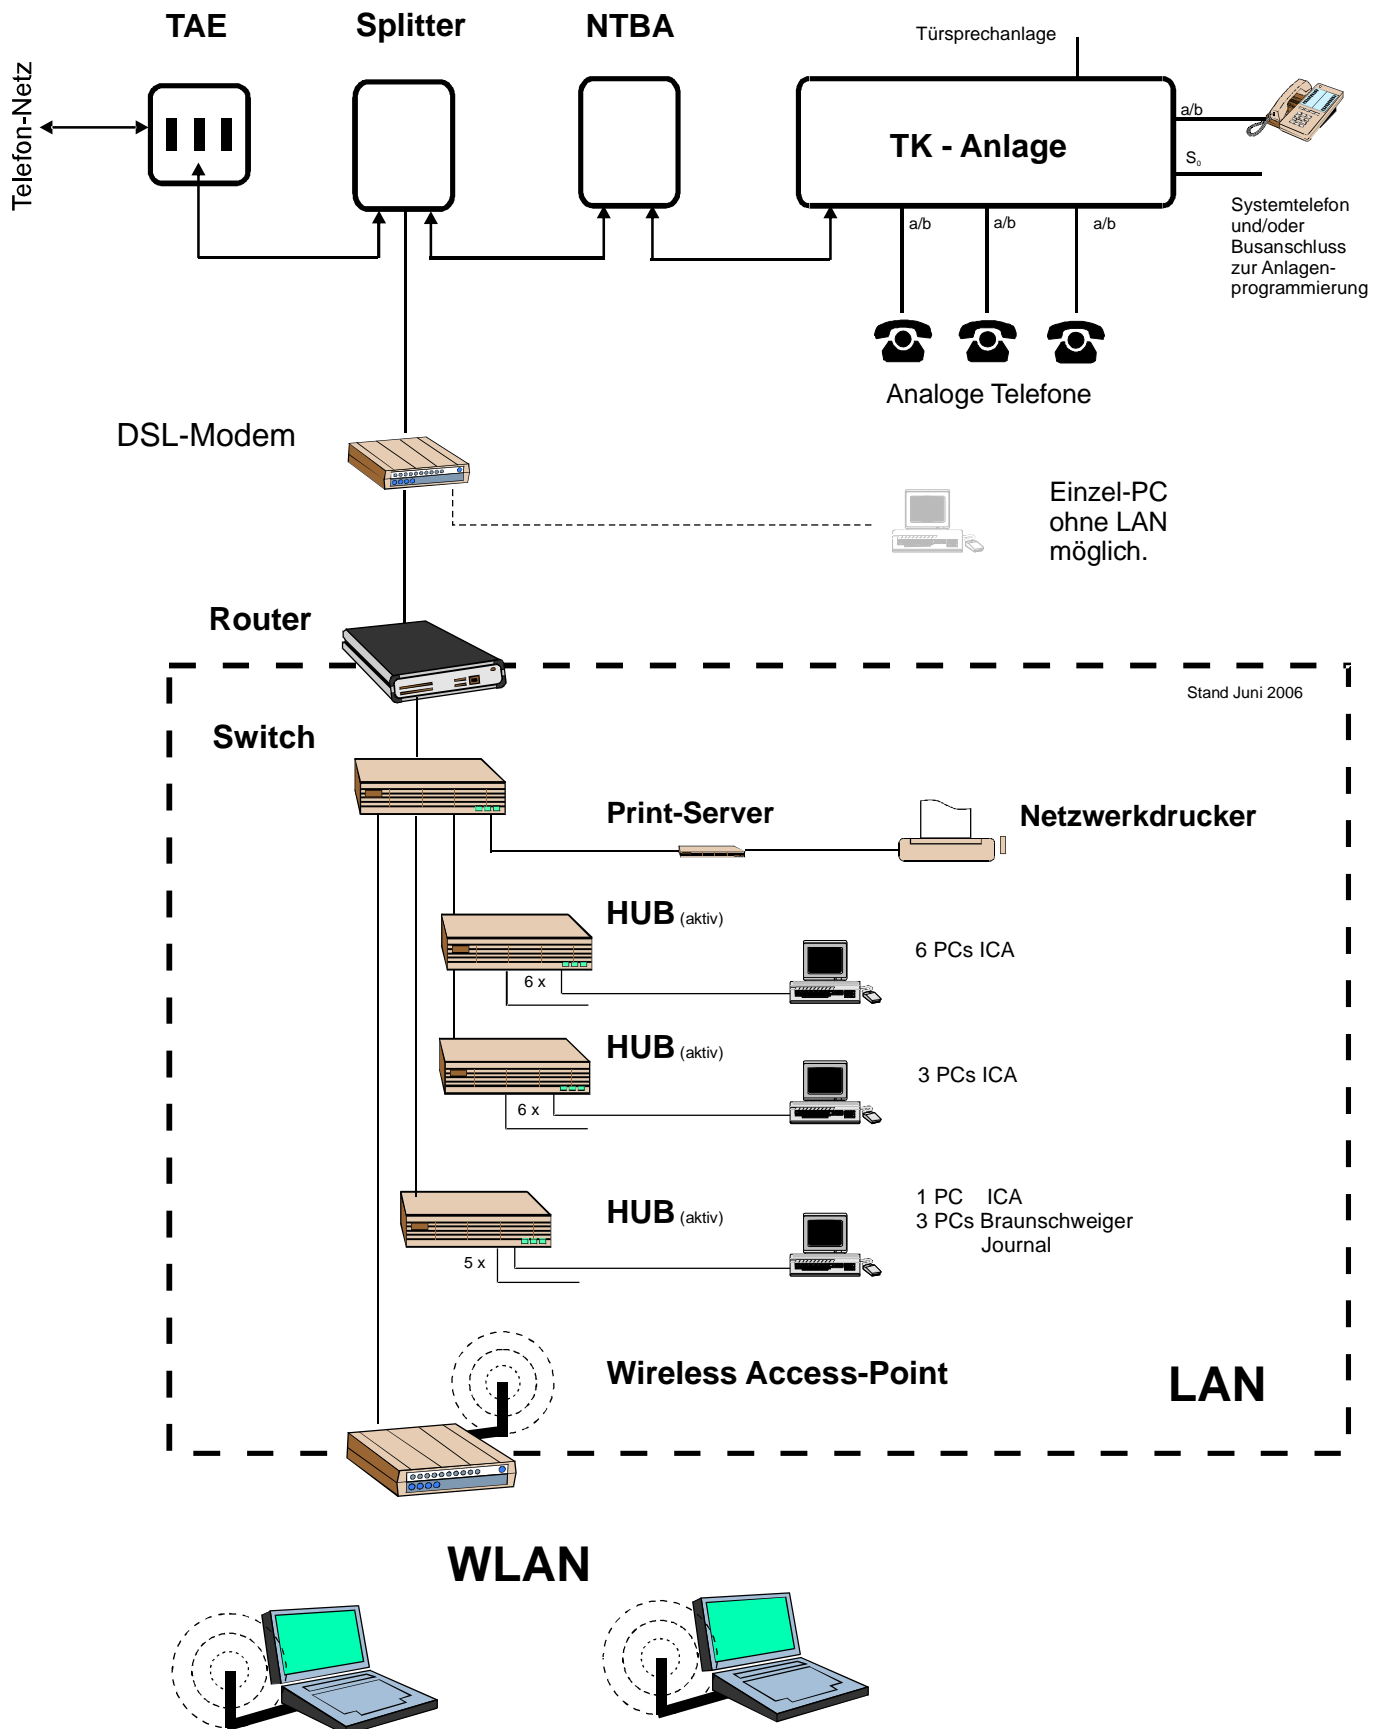 TAE
Splitter
NTBA
Türsprechanlage
Telefon-Netz
TK - Anlage
a/b
S₀
Systemtelefon
und/oder
Busanschluss
zur Anlagen-
programmierung
a/b
a/b
a/b
Analoge Telefone
DSL-Modem
Einzel-PC
ohne LAN
möglich.
Router
Stand Juni 2006
Switch
Print-Server
Netzwerkdrucker
HUB (aktiv)
6 PCs ICA
6 x
HUB (aktiv)
3 PCs ICA
6 x
HUB (aktiv)
1 PC ICA
3 PCs Braunschweiger
Journal
5 x
Wireless Access-Point
LAN
WLAN